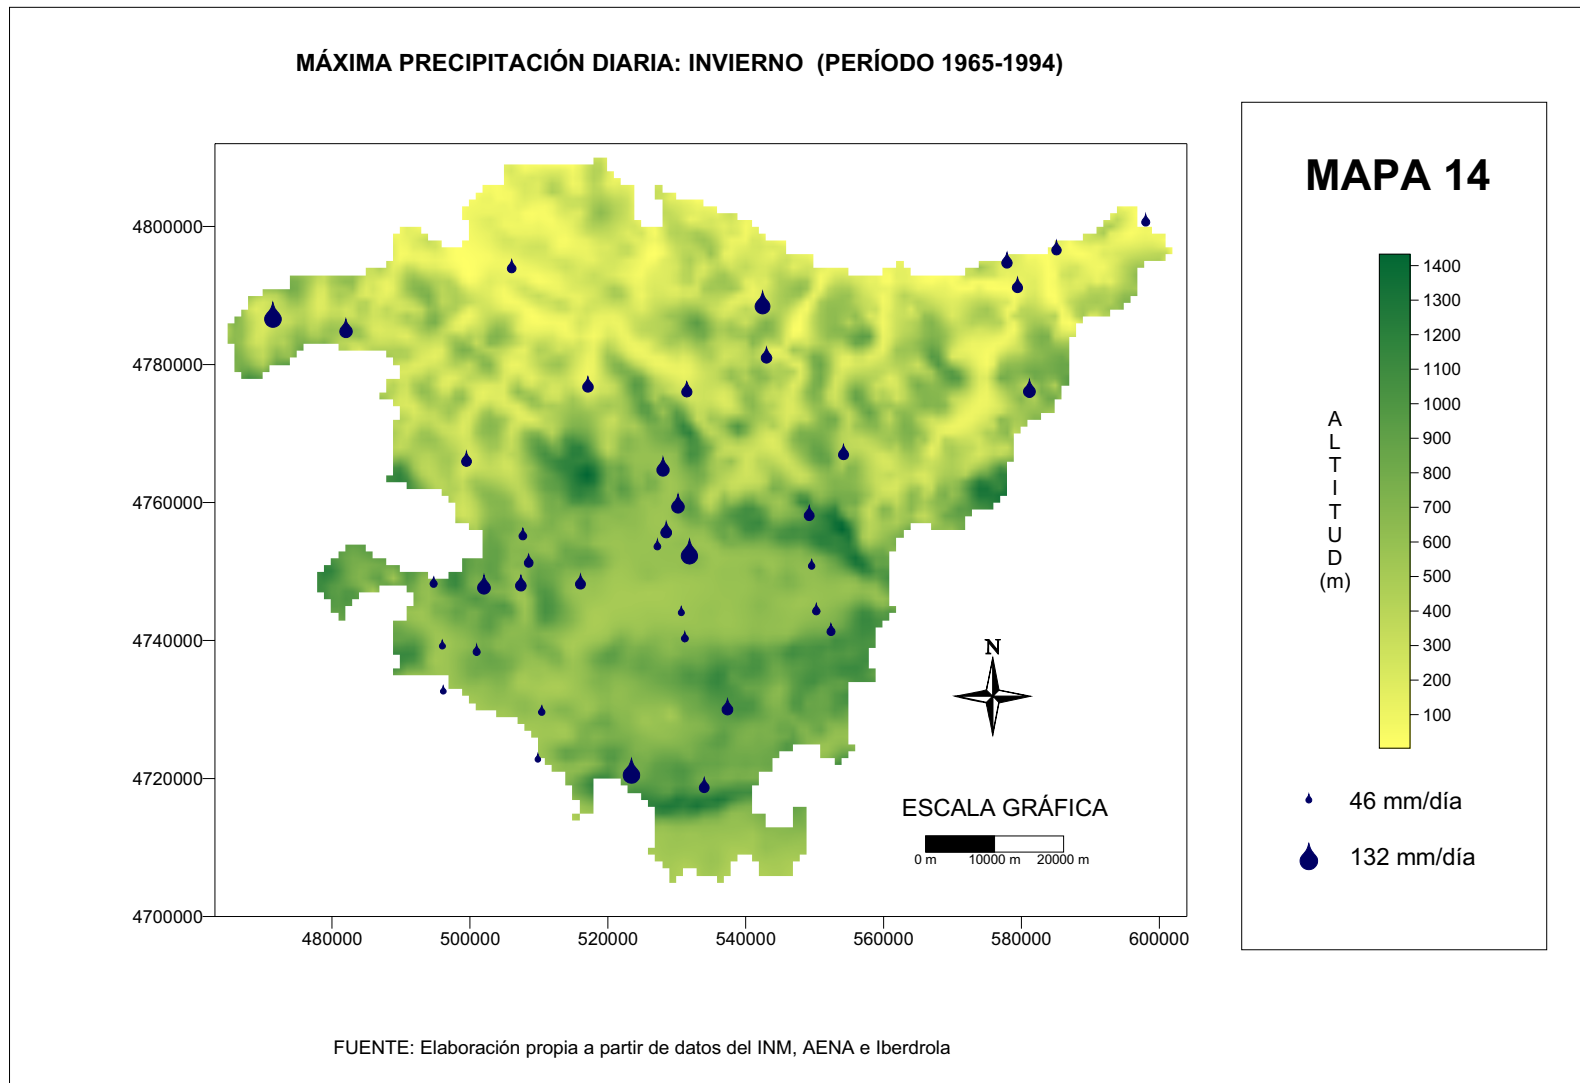 MÁXIMA PRECIPITACIÓN DIARIA: INVIERNO (PERÍODO 1965-1994)
MAPA 14
4800000
4780000
4760000
4740000
4720000
4700000
480000
500000
520000
540000
560000
580000
600000
N
ESCALA GRÁFICA
0 m
10000 m
20000 m
A
L
T
I
T
U
D
(m)
1400
1300
1200
1100
1000
900
800
700
600
500
400
300
200
100
46 mm/día
132 mm/día
FUENTE: Elaboración propia a partir de datos del INM, AENA e Iberdrola